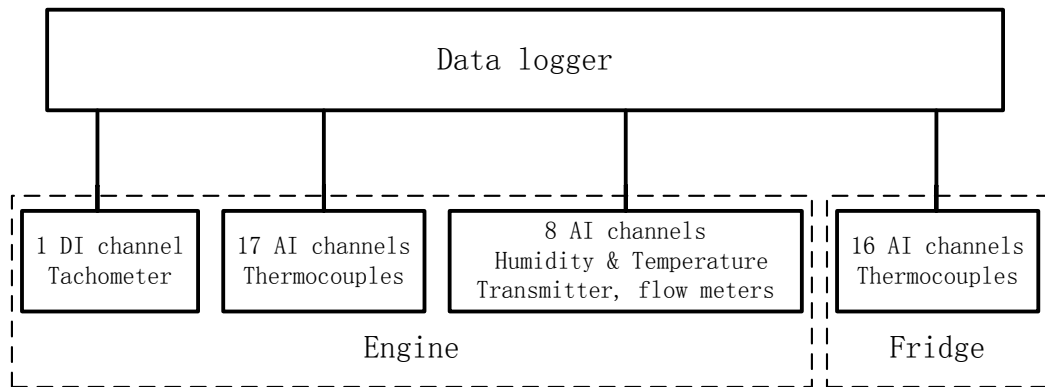 Data logger
1 DI channel
Tachometer
17 AI channels
Thermocouples
8 AI channels
Humidity & Temperature
Transmitter, flow meters
16 AI channels
Thermocouples
Engine
Fridge